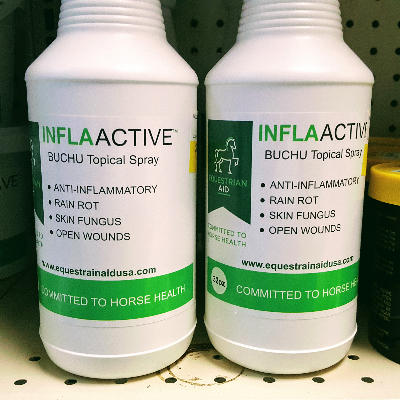 INFLAACTIVE™
BUCHU Topical Spray
• ANTI-INFLAMMATORY
• RAIN ROT
• SKIN FUNGUS
• OPEN WOUNDS
www.equestrainaidusa.com
COMMITTED TO HORSE HEALTH
INFLAACTIVE
BUCHU Topical Spray
EQUESTRIAN
AID
COMMITTED TO
HORSE HEALTH
• ANTI-INFLAMMATORY
• RAIN ROT
• SKIN FUNGUS
• OPEN WOUNDS
www.equestrainaidusa.com
COMMITTED TO HORSE HEALTH